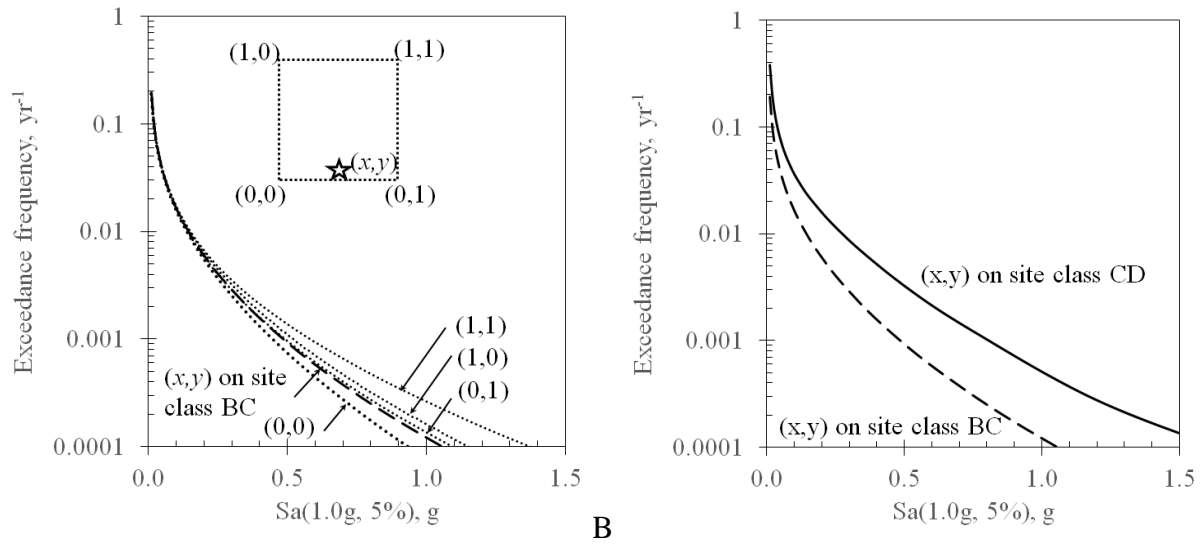 1
0.1
0.01
0.001
0.0001
Exceedance frequency, yr-1
(1,0)
(1,1)
(x,y)
(0,0)
(0,1)
(1,1)
(1,0)
(0,1)
(x,y) on site
class BC
(0,0)
0.0 0.5 1.0 1.5
Sa(1.0g, 5%), g
B
1
0.1
0.01
0.001
0.0001
Exceedance frequency, yr-1
(x,y) on site class CD
(x,y) on site class BC
0.0 0.5 1.0 1.5
Sa(1.0g, 5%), g